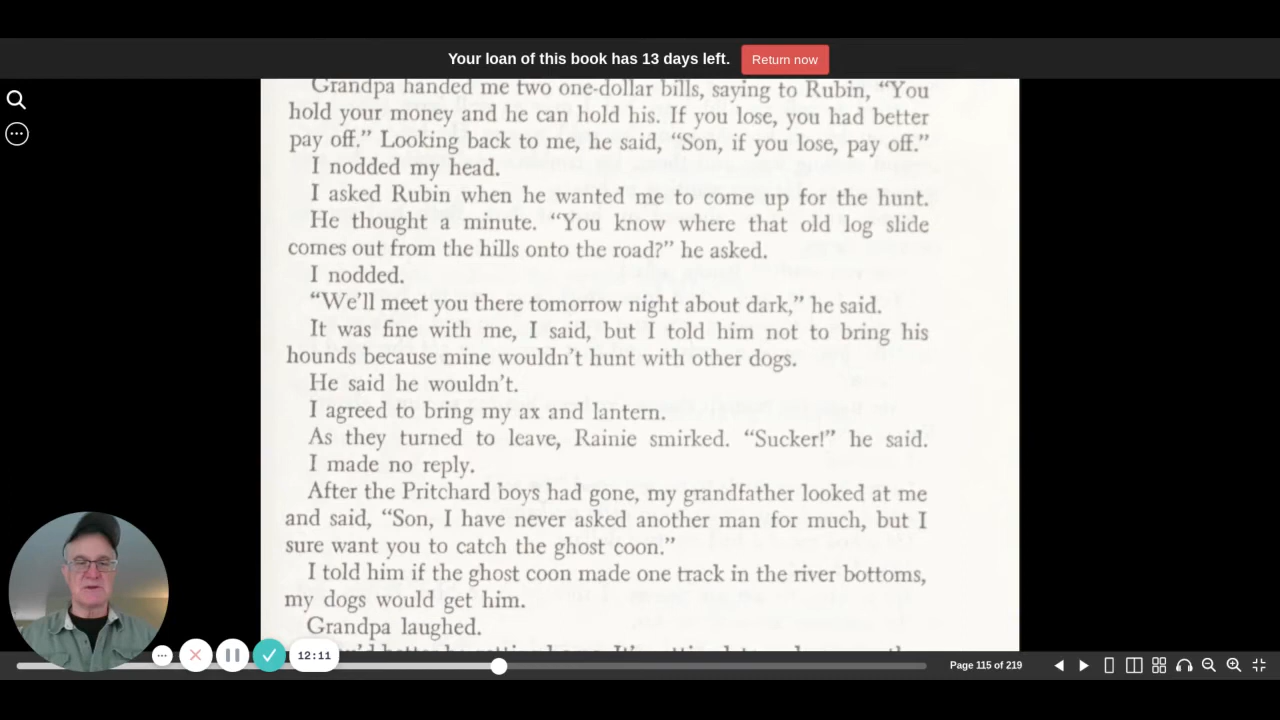 Your loan of this book has 13 days left.
Return now
Grandpa handed me two one-dollar bills, saying to Rubin, “You
hold your money and he can hold his. If you lose, you had better
pay off.” Looking back to me, he said, “Son, if you lose, pay off.”
I nodded my head.
I asked Rubin when he wanted me to come up for the hunt.
He thought a minute. “You know where that old log slide
comes out from the hills onto the road?” he asked.
I nodded.
“We’ll meet you there tomorrow night about dark,” he said.
It was fine with me, I said, but I told him not to bring his
hounds because mine wouldn’t hunt with other dogs.
He said he wouldn’t.
I agreed to bring my ax and lantern.
As they turned to leave, Rainie smirked. “Sucker!” he said.
I made no reply.
After the Pritchard boys had gone, my grandfather looked at me
and said, “Son, I have never asked another man for much, but I
sure want you to catch the ghost coon.”
I told him if the ghost coon made one track in the river bottoms,
my dogs would get him.
Grandpa laughed.
12:11
Page 115 of 219